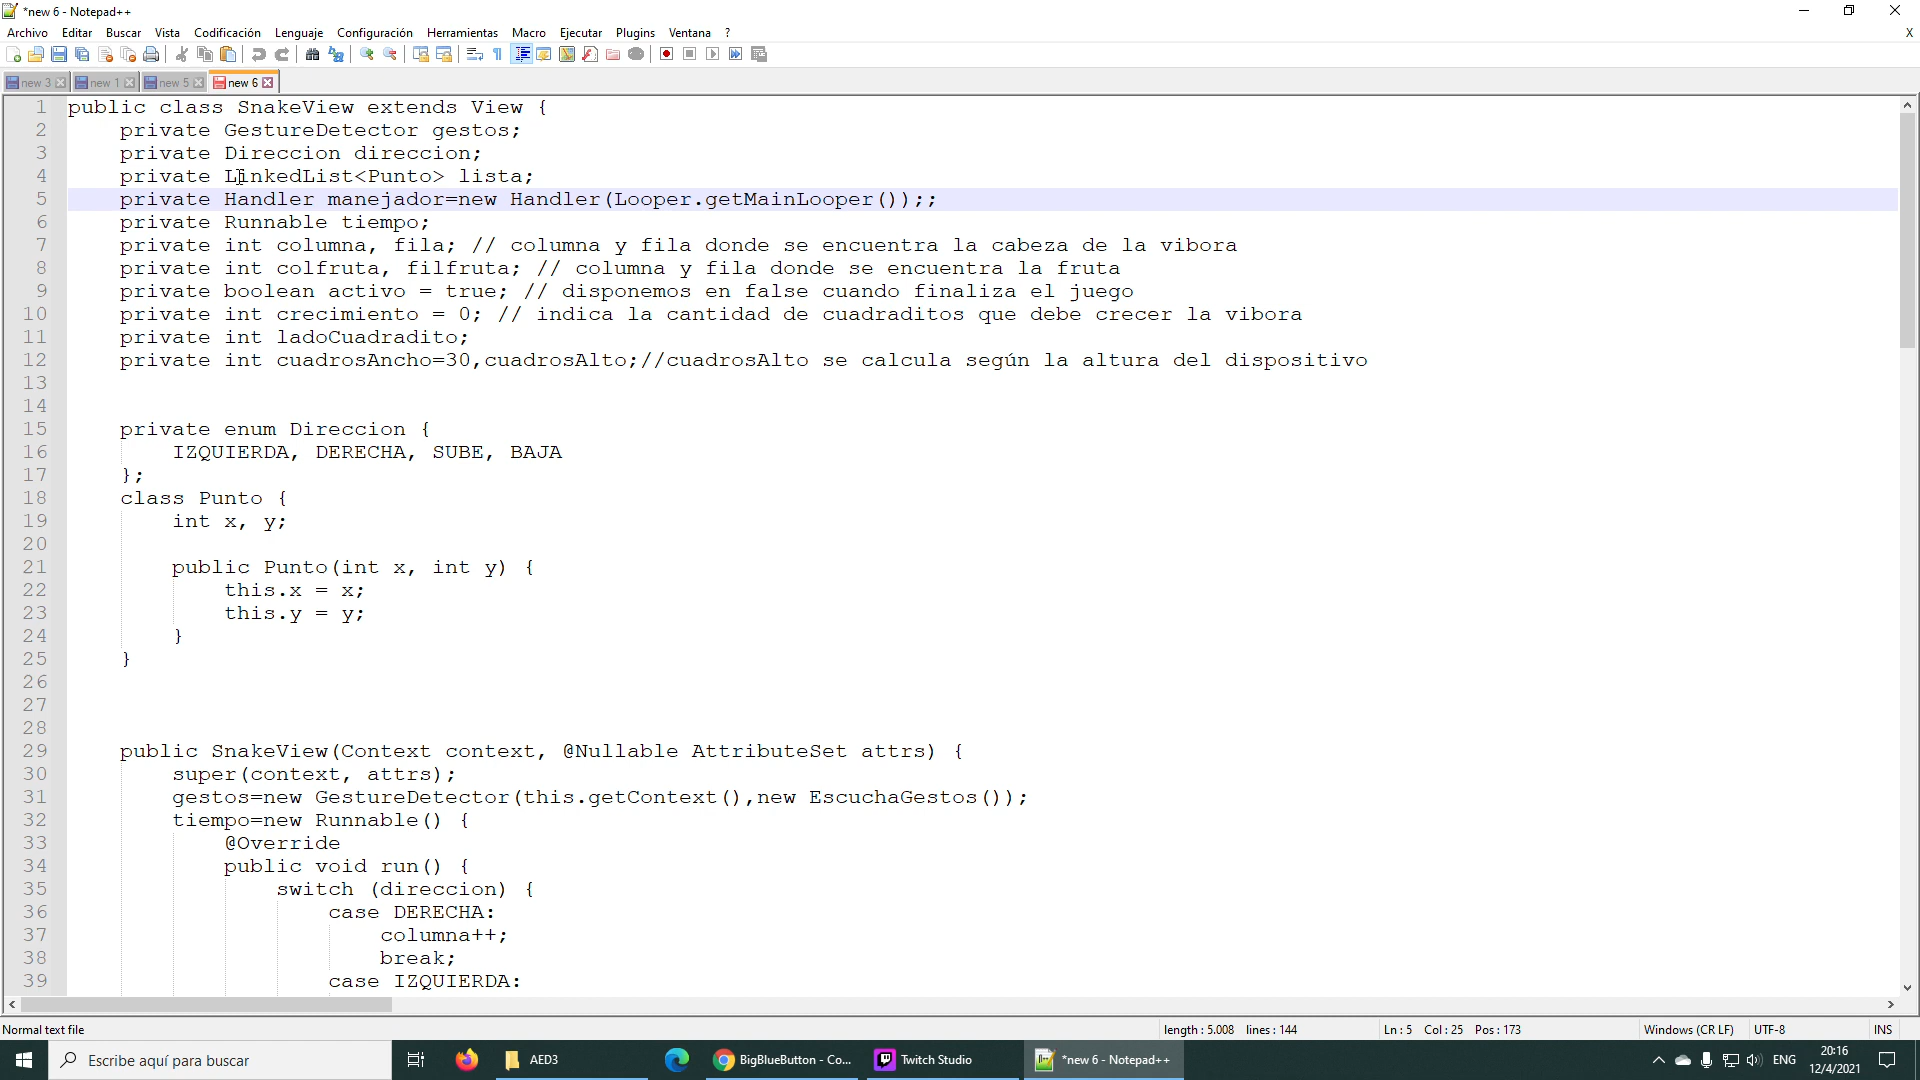 *new 6 - Notepad++
Archivo Editar Buscar Vista Codificación Lenguaje Configuración Herramientas Macro Ejecutar Plugins Ventana ? X
new 3 new 1 new 5 new 6
1 public class SnakeView extends View {
2 private GestureDetector gestos;
3 private Direccion direccion;
4 private LinkedList<Punto> lista;
5 private Handler manejador=new Handler(Looper.getMainLooper());;
6 private Runnable tiempo;
7 private int columna, fila; // columna y fila donde se encuentra la cabeza de la vibora
8 private int colfruta, filfruta; // columna y fila donde se encuentra la fruta
9 private boolean activo = true; // disponemos en false cuando finaliza el juego
10 private int crecimiento = 0; // indica la cantidad de cuadraditos que debe crecer la vibora
11 private int ladoCuadradito;
12 private int cuadrosAncho=30,cuadrosAlto;//cuadrosAlto se calcula según la altura del dispositivo
13
14
15 private enum Direccion {
16 IZQUIERDA, DERECHA, SUBE, BAJA
17 };
18 class Punto {
19 int x, y;
20
21 public Punto(int x, int y) {
22 this.x = x;
23 this.y = y;
24 }
25 }
26
27
28
29 public SnakeView(Context context, @Nullable AttributeSet attrs) {
30 super(context, attrs);
31 gestos=new GestureDetector(this.getContext(),new EscuchaGestos());
32 tiempo=new Runnable() {
33 @Override
34 public void run() {
35 switch (direccion) {
36 case DERECHA:
37 columna++;
38 break;
39 case IZQUIERDA:
Normal text file length : 5.008 lines : 144 Ln : 5 Col : 25 Pos : 173 Windows (CR LF) UTF-8 INS
Escribe aquí para buscar AED3 BigBlueButton - Co... Twitch Studio *new 6 - Notepad++ ENG 20:16
12/4/2021